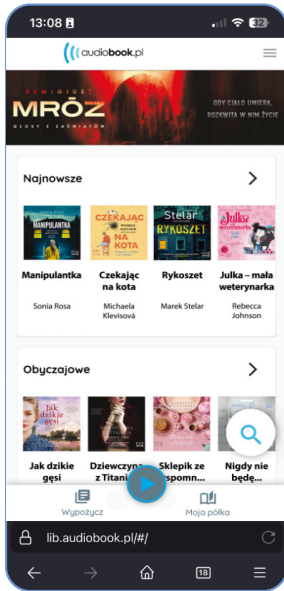 13:08
32
audiobook.pl
REMIGIUSZ
MRÓZ
GŁOSY Z ZAŚWIATÓW
GDY CIAŁO UMIERA,
ROZKWITA W NIM ŻYCIE
Najnowsze
MANIPULANTKA
CZEKAJĄC
NA
KOTA
Stelar
RYKOSZET
Julka
Manipulantka
Czekając
na kota
Rykoszet
Julka – mała
weterynarka
Sonia Rosa
Michaela
Klevisová
Marek Stelar
Rebecca
Johnson
Obyczajowe
Jak
dzikie
gęsi
Jak dzikie
gęsi
Dziewczyna
z Titani
Sklepik ze
spomn...
Nigdy nie
będę...
Wypożycz
Moja półka
lib.audiobook.pl/#/
18